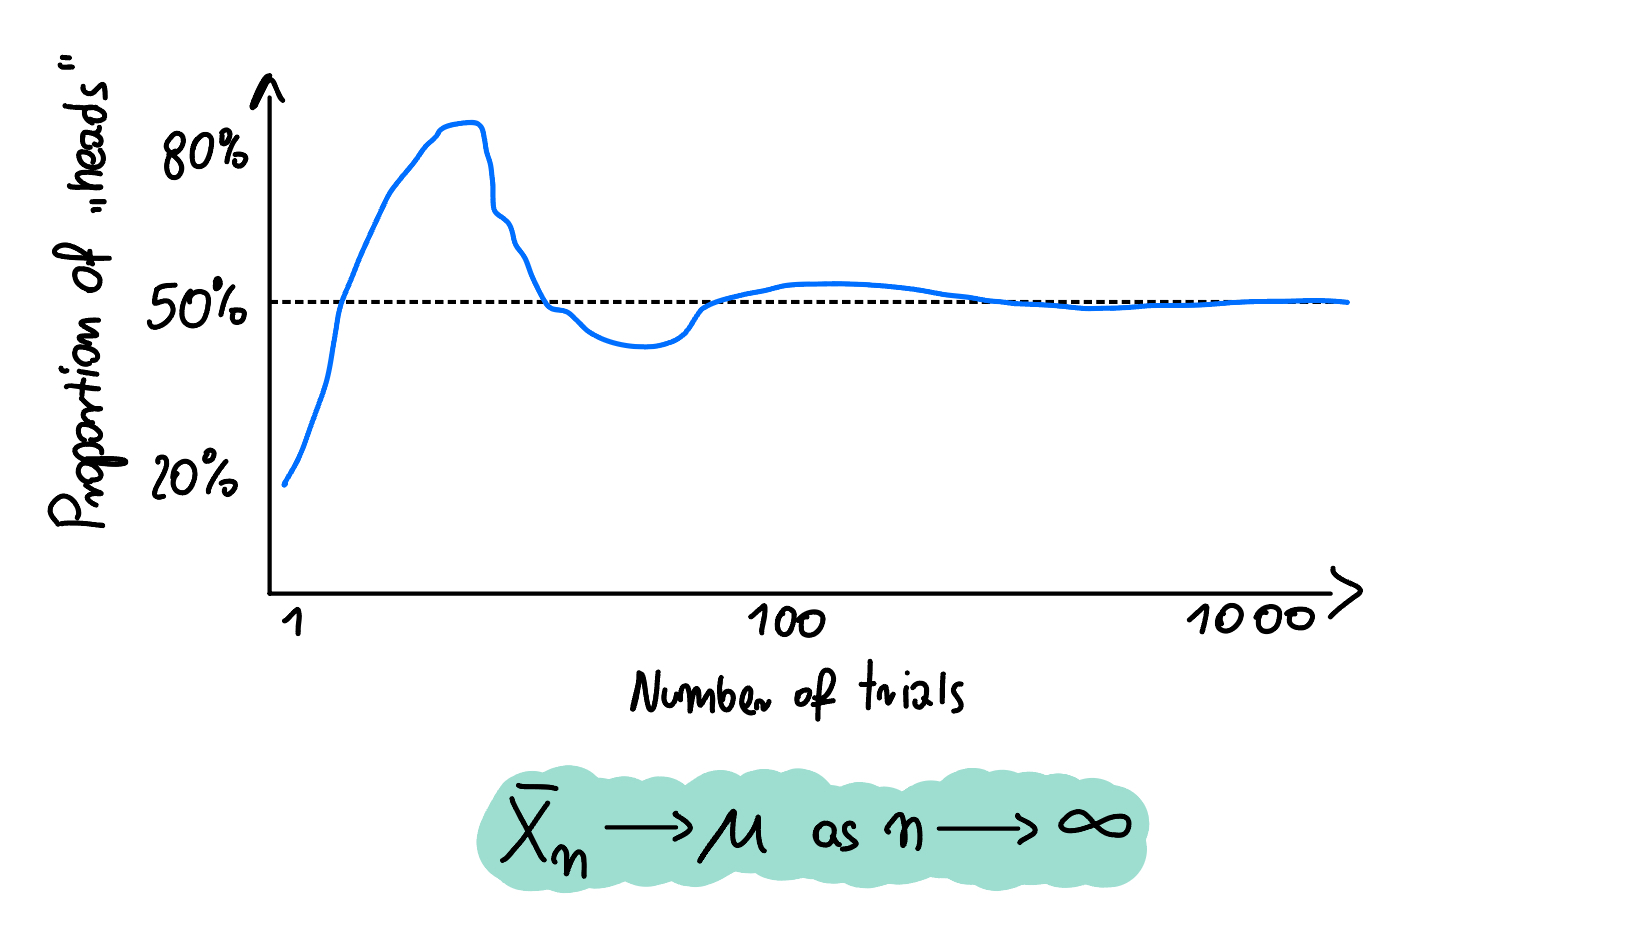 Proportion of „heads"
80%
50%
20%
1 100 1000
Number of trials
X̄ₙ → μ as n → ∞